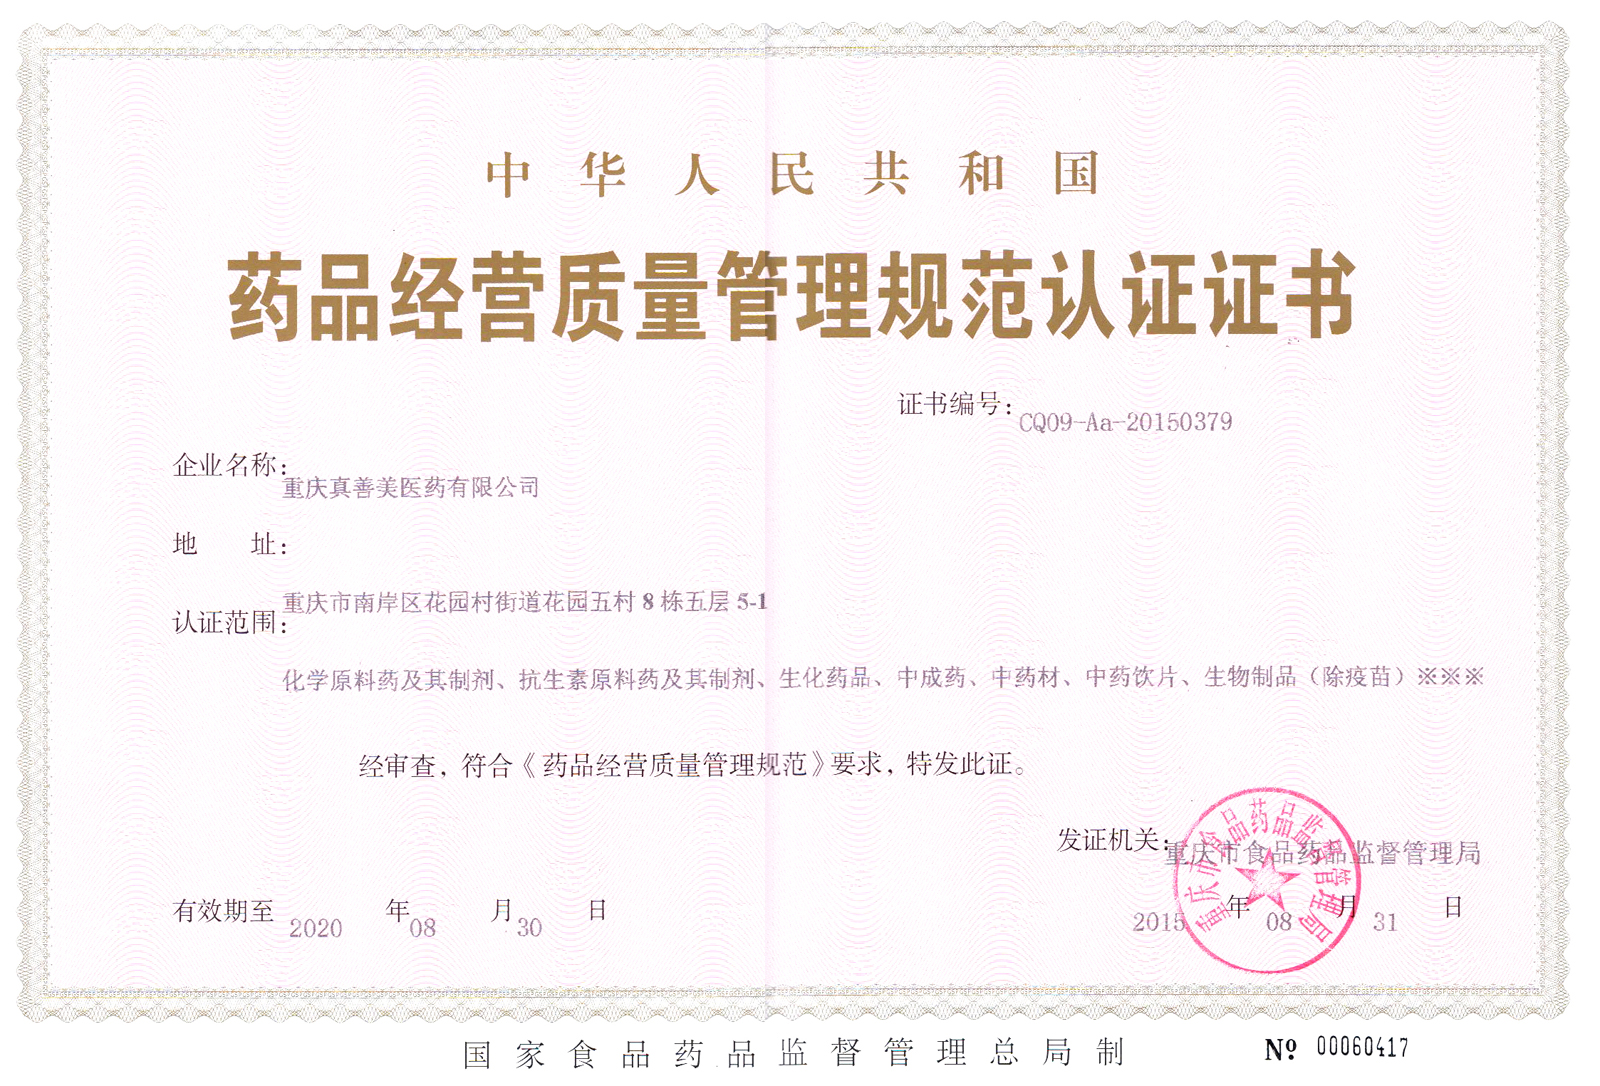 中华人民共和国
药品经营质量管理规范认证证书
证书编号：CQ09-Aa-20150379
企业名称：重庆真善美医药有限公司
地 址：重庆市南岸区花园村街道花园五村 8 栋五层 5-1
认证范围：化学原料药及其制剂、抗生素原料药及其制剂、生化药品、中成药、中药材、中药饮片、生物制品（除疫苗）※※※
经审查，符合《药品经营质量管理规范》要求，特发此证。
发证机关：重庆市食品药品监督管理局
重庆市食品药品监督管理局
有效期至 2020 年 08 月 30 日
2015 年 08 月 31 日
国家食品药品监督管理总局制
№ 00060417